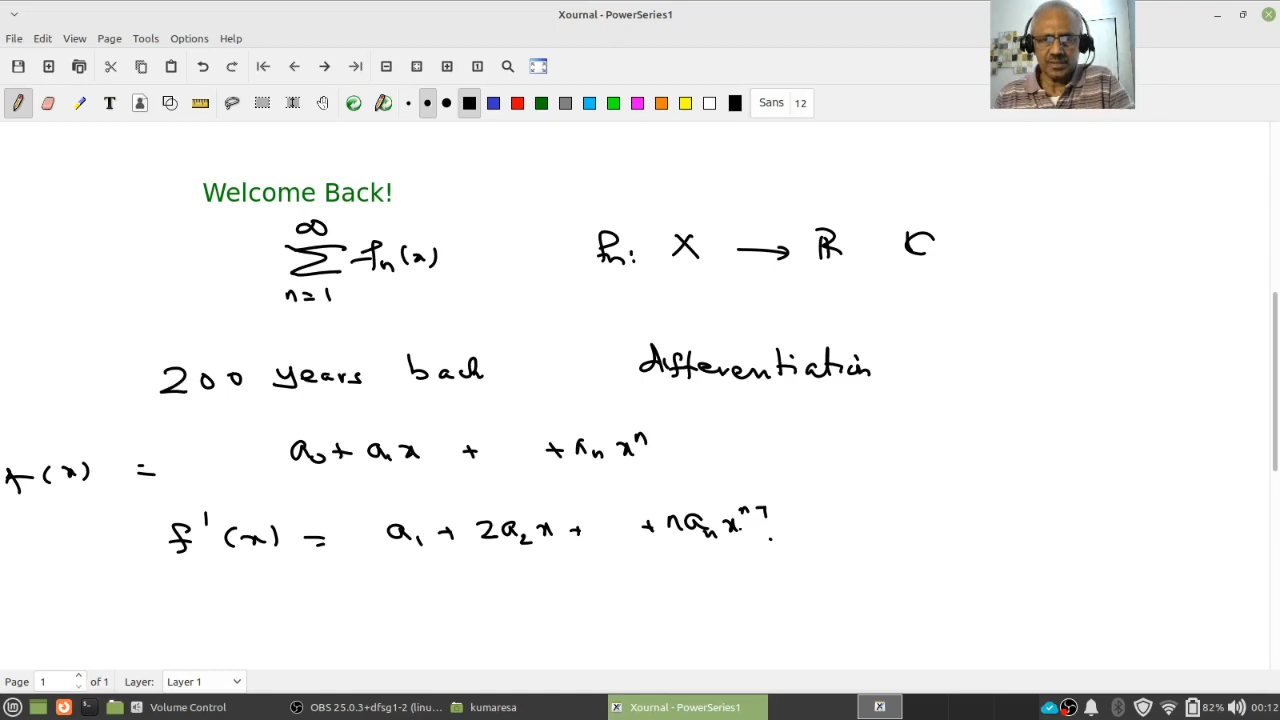 Xournal - PowerSeries1
File Edit View Page Tools Options Help
Sans 12
Welcome Back!
∞
∑ fn(x) fn: X → ℝ ℂ
n=1
200 years back differentiation
f(x) = a0 + a1x + + an x^n
f'(x) = a1 + 2a2x + + nan x^n-1.
Page 1 of 1 Layer: Layer 1
Volume Control OBS 25.0.3+dfsg1-2 (linu... kumaresa Xournal - PowerSeries1 82% 00:12